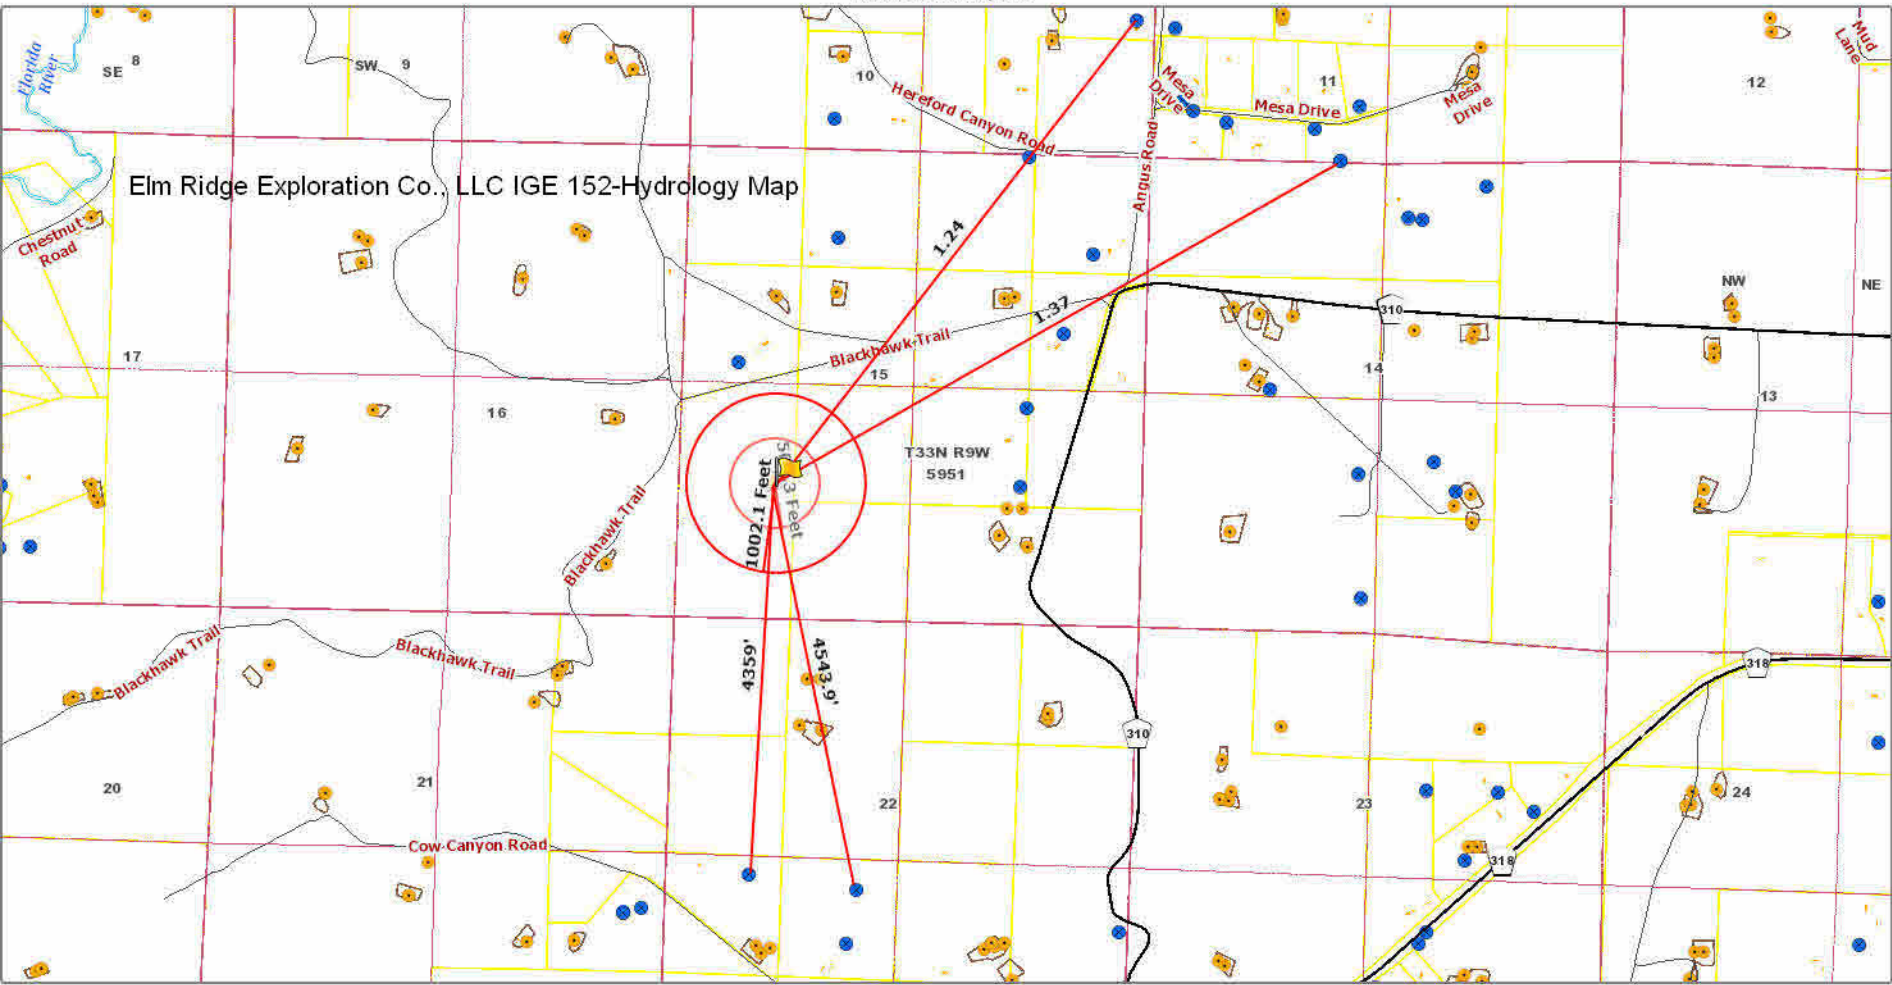 Florida
River
SE
8
SW
9
10
Hereford Canyon Road
Mesa
Drive
Mesa Drive
11
Mesa
Drive
12
Mud
Lane
Angus Road
Elm Ridge Exploration Co., LLC IGE 152-Hydrology Map
Chestnut
Road
1.24
1.37
310
NW
NE
17
Blackhawk Trail
15
14
13
16
T33N R9W
5951
1002.1 Feet
3 Feet
Blackhawk Trail
Blackhawk Trail
Blackhawk Trail
4359'
4543.9'
318
310
20
21
22
23
24
Cow Canyon Road
318